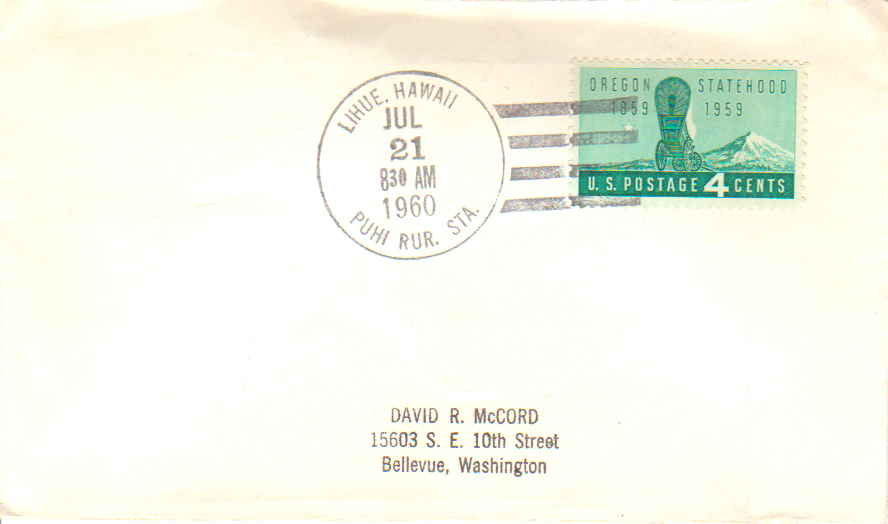 LIHUE, HAWAII
JUL
21
830 AM
1960
PUHI RUR. STA.
OREGON STATEHOOD
1859 1959
U.S. POSTAGE 4 CENTS
DAVID R. McCORD
15603 S. E. 10th Street
Bellevue, Washington